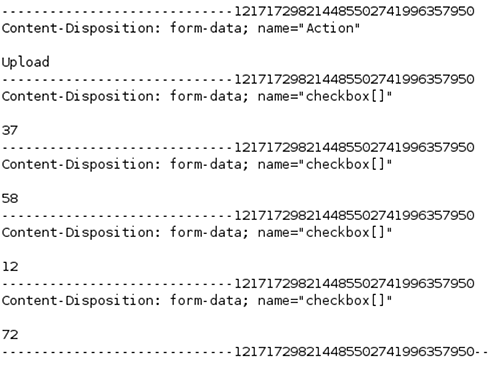 -----------------------------121717298214485502741996357950
Content-Disposition: form-data; name="Action"
Upload
-----------------------------121717298214485502741996357950
Content-Disposition: form-data; name="checkbox[]"
37
-----------------------------121717298214485502741996357950
Content-Disposition: form-data; name="checkbox[]"
58
-----------------------------121717298214485502741996357950
Content-Disposition: form-data; name="checkbox[]"
12
-----------------------------121717298214485502741996357950
Content-Disposition: form-data; name="checkbox[]"
72
-----------------------------121717298214485502741996357950--